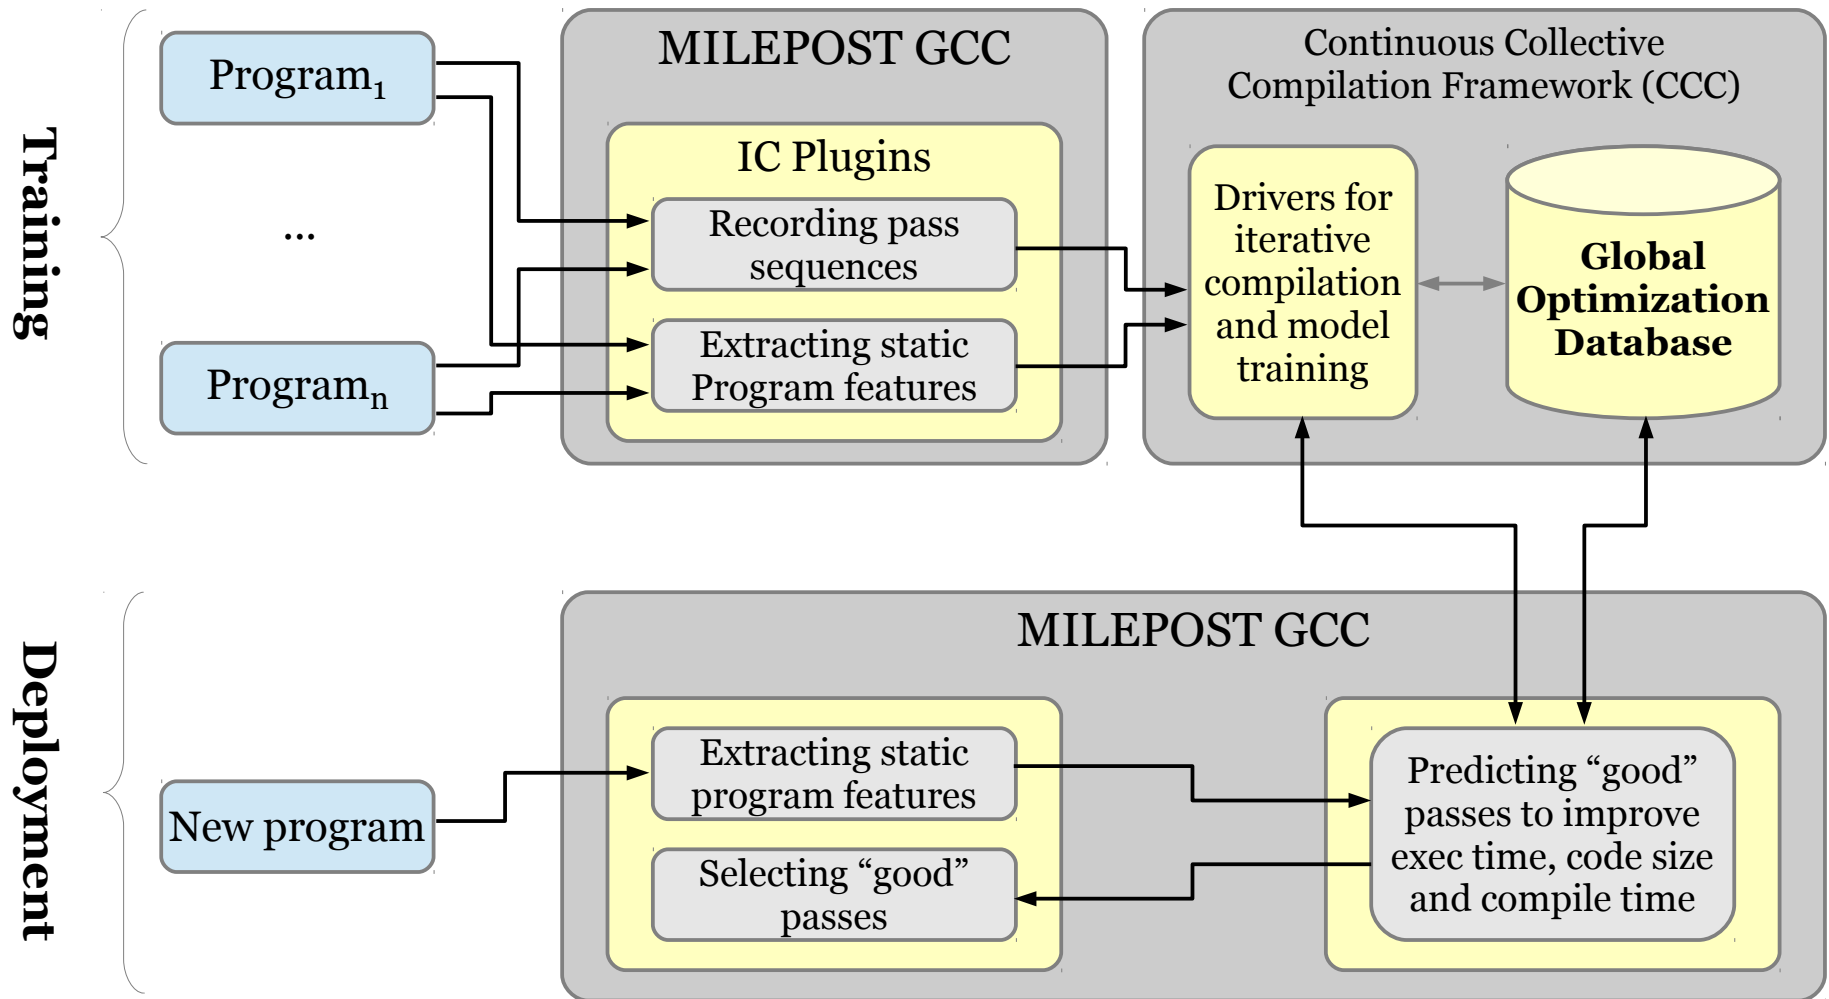 Training
Program₁
...
Programₙ
MILEPOST GCC
IC Plugins
Recording pass
sequences
Extracting static
Program features
Continuous Collective
Compilation Framework (CCC)
Drivers for
iterative
compilation
and model
training
Global
Optimization
Database
Deployment
New program
MILEPOST GCC
Extracting static
program features
Selecting “good”
passes
Predicting “good”
passes to improve
exec time, code size
and compile time